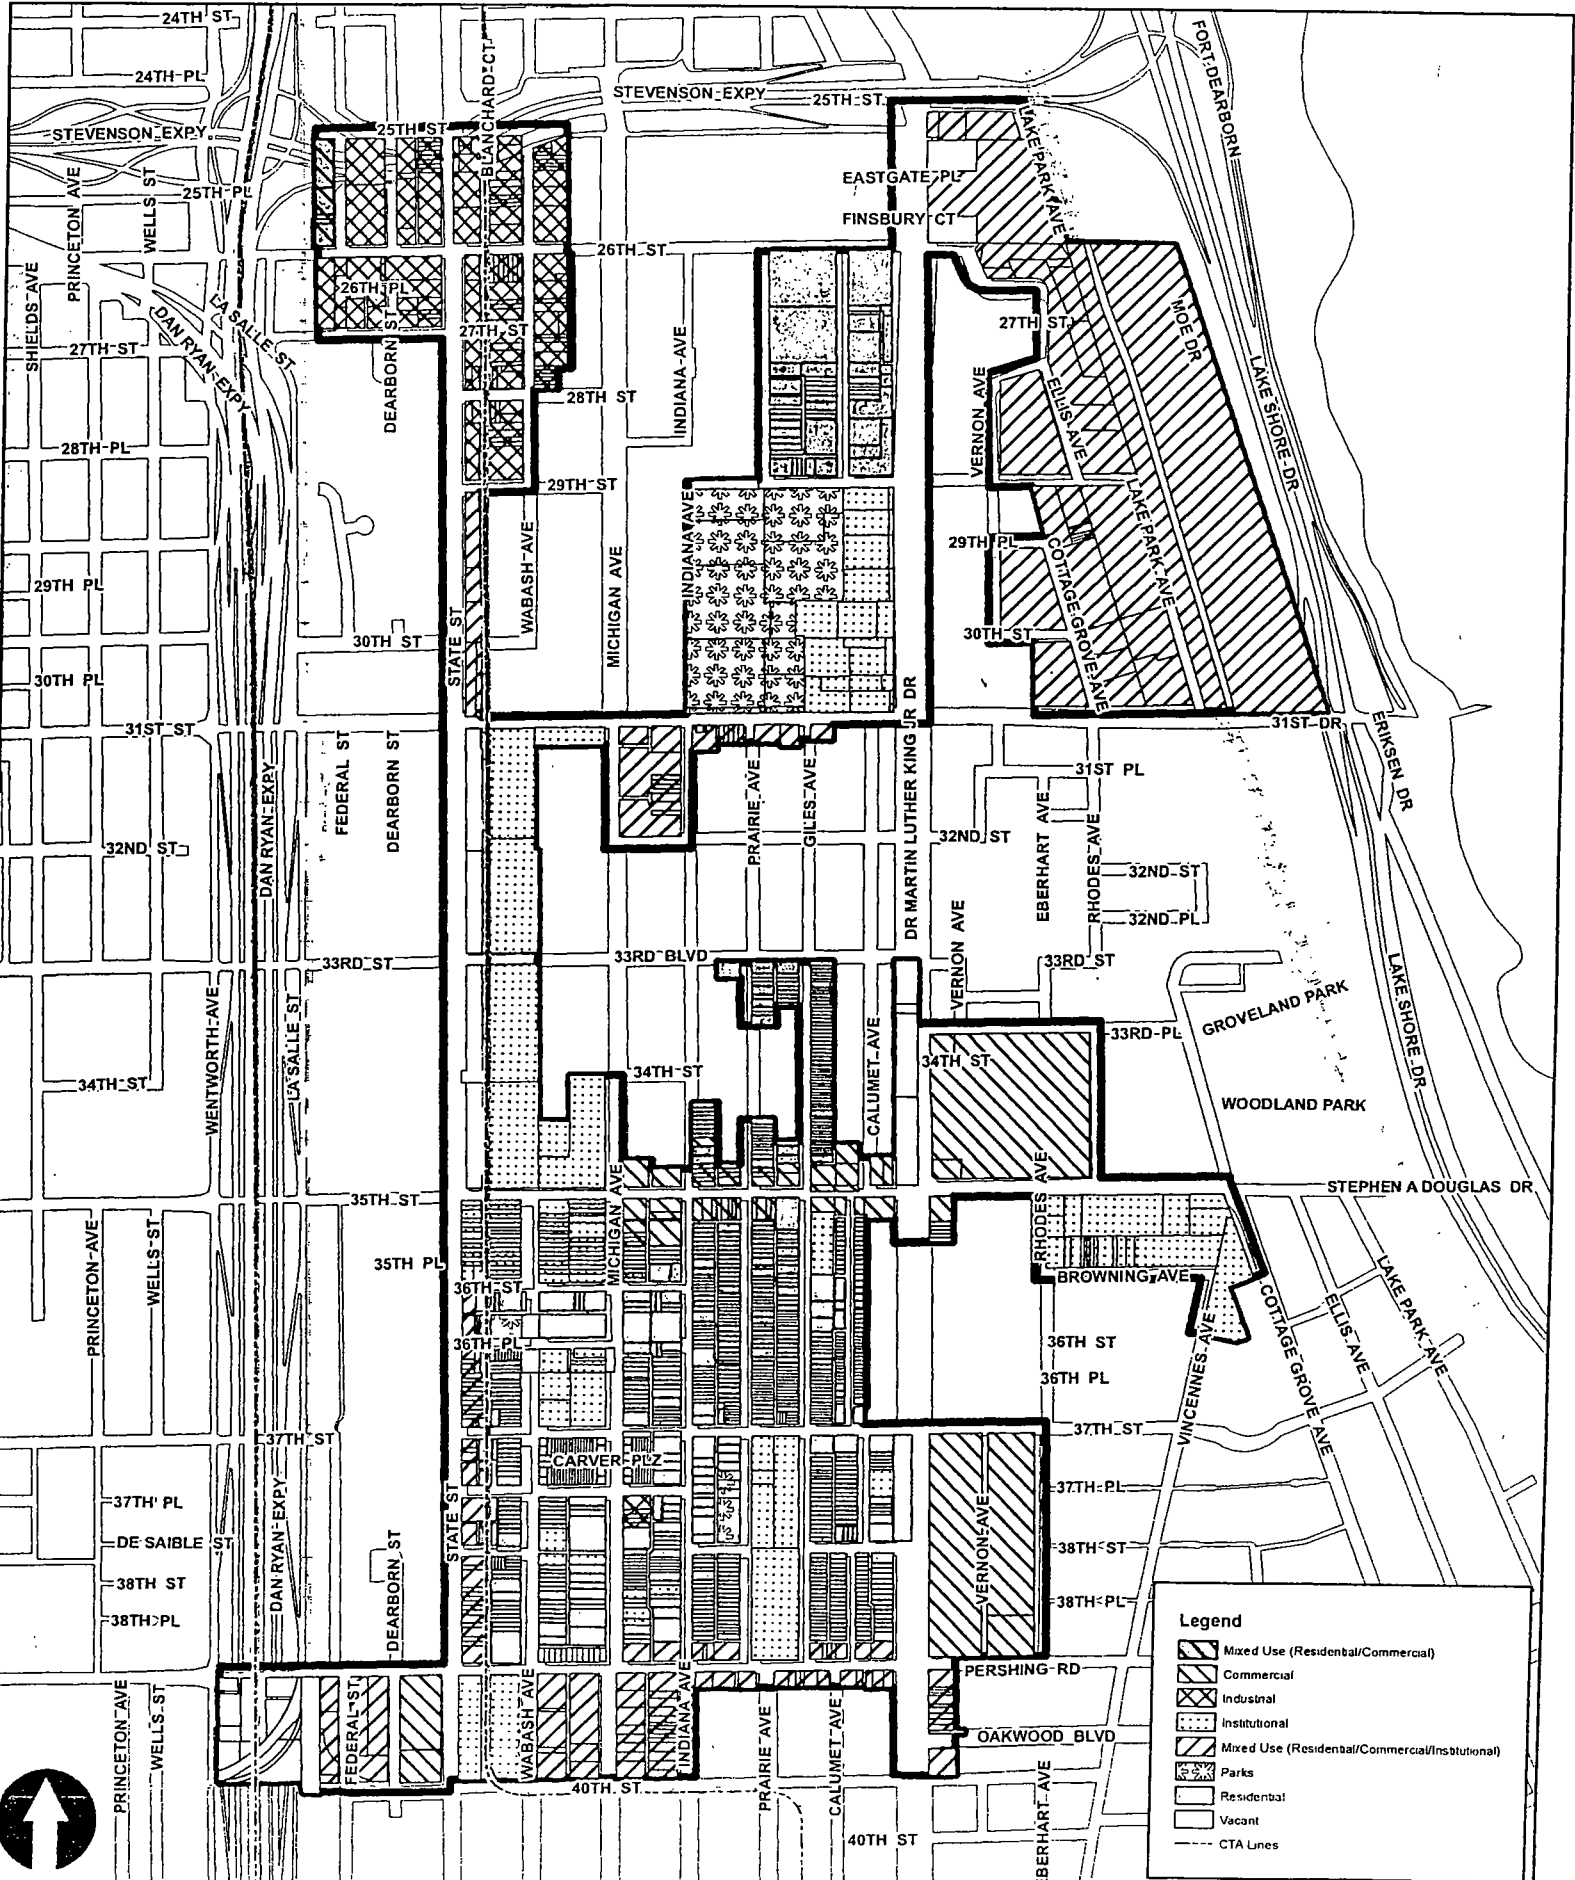 24TH ST
24TH PL
STEVENSON EXPY
25TH ST
STEVENSON EXPY
25TH ST
BLANCHARD CT
FORT DEARBORN
LAKE PARK AVE
PRINCETON AVE
WELLS ST
25TH PL
EASTGATE PL
FINSBURY CT
26TH ST
SHIELDS AVE
26TH PL
LA SALLE ST
DAN RYAN EXPY
27TH ST
27TH ST
27TH ST
MOE DR
DEARBORN ST
INDIANA AVE
LAKE SHORE DR
28TH ST
VERNON AVE
ELLIS AVE
28TH PL
29TH ST
INDIANA AVE
LAKE PARK AVE
WABASH AVE
MICHIGAN AVE
29TH PL
COTTAGE GROVE AVE
29TH PL
STATE ST
30TH ST
30TH ST
30TH PL
DR MARTIN LUTHER KING JR DR
31ST ST
31ST DR
ERIKSEN DR
FEDERAL ST
DEARBORN ST
DAN RYAN EXPY
PRAIRIE AVE
GILES AVE
31ST PL
32ND ST
32ND ST
EBERHART AVE
RHODES AVE
32ND ST
32ND PL
VERNON AVE
33RD ST
33RD BLVD
33RD ST
LAKE SHORE DR
WENTWORTH AVE
LA SALLE ST
GROVELAND PARK
33RD PL
34TH ST
34TH ST
34TH ST
CALUMET AVE
WOODLAND PARK
35TH ST
MICHIGAN AVE
RHODES AVE
STEPHEN A DOUGLAS DR
PRINCETON AVE
WELLS ST
35TH PL
36TH ST
BROWNING AVE
LAKE PARK AVE
ELLIS AVE
COTTAGE GROVE AVE
36TH PL
36TH ST
36TH PL
VINCENNES AVE
37TH ST
37TH ST
CARVER PLZ
37TH PL
37TH PL
STATE ST
DAN RYAN EXPY
DE SAIBLE ST
VERNON AVE
38TH ST
38TH ST
DEARBORN ST
38TH PL
38TH PL
PERSHING RD
PRINCETON AVE
WELLS ST
FEDERAL ST
WABASH AVE
INDIANA AVE
PRAIRIE AVE
CALUMET AVE
OAKWOOD BLVD
EBERHART AVE
40TH ST
40TH ST
Legend
Mixed Use (Residential/Commercial)
Commercial
Industrial
Institutional
Mixed Use (Residential/Commercial/Institutional)
Parks
Residential
Vacant
CTA Lines